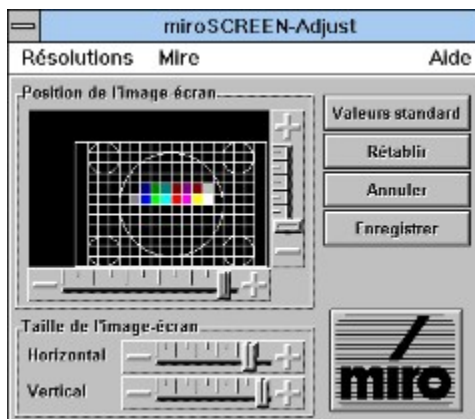 miroSCREEN-Adjust
Résolutions Mire Aide
Position de l'image écran
Valeurs standard
Rétablir
Annuler
Enregistrer
Taille de l'image-écran
Horizontal
Vertical
miro